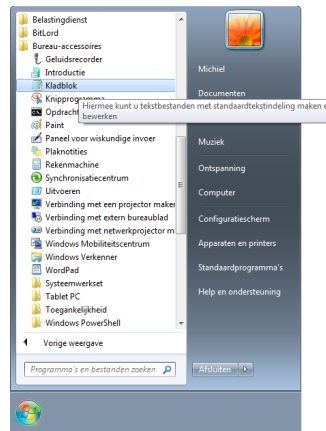 Belastingdienst
BitLord
Bureau-accessoires
Geluidsrecorder
Introductie
Kladblok
Knipprogramma
Hiermee kunt u tekstbestanden met standaardtekstindeling maken e
bewerken
Opdracht
Paint
Paneel voor wiskundige invoer
Plaknotities
Rekenmachine
Synchronisatiecentrum
Uitvoeren
Verbinding met een projector maken
Verbinding met extern bureaublad
Verbinding met netwerkprojector m
Windows Mobiliteitscentrum
Windows Verkenner
WordPad
Systeemwerkset
Tablet PC
Toegankelijkheid
Windows PowerShell
Vorige weergave
Programma's en bestanden zoeken
Michiel
Documenten
Muziek
Ontspanning
Computer
Configuratiescherm
Apparaten en printers
Standaardprogramma's
Help en ondersteuning
Afsluiten